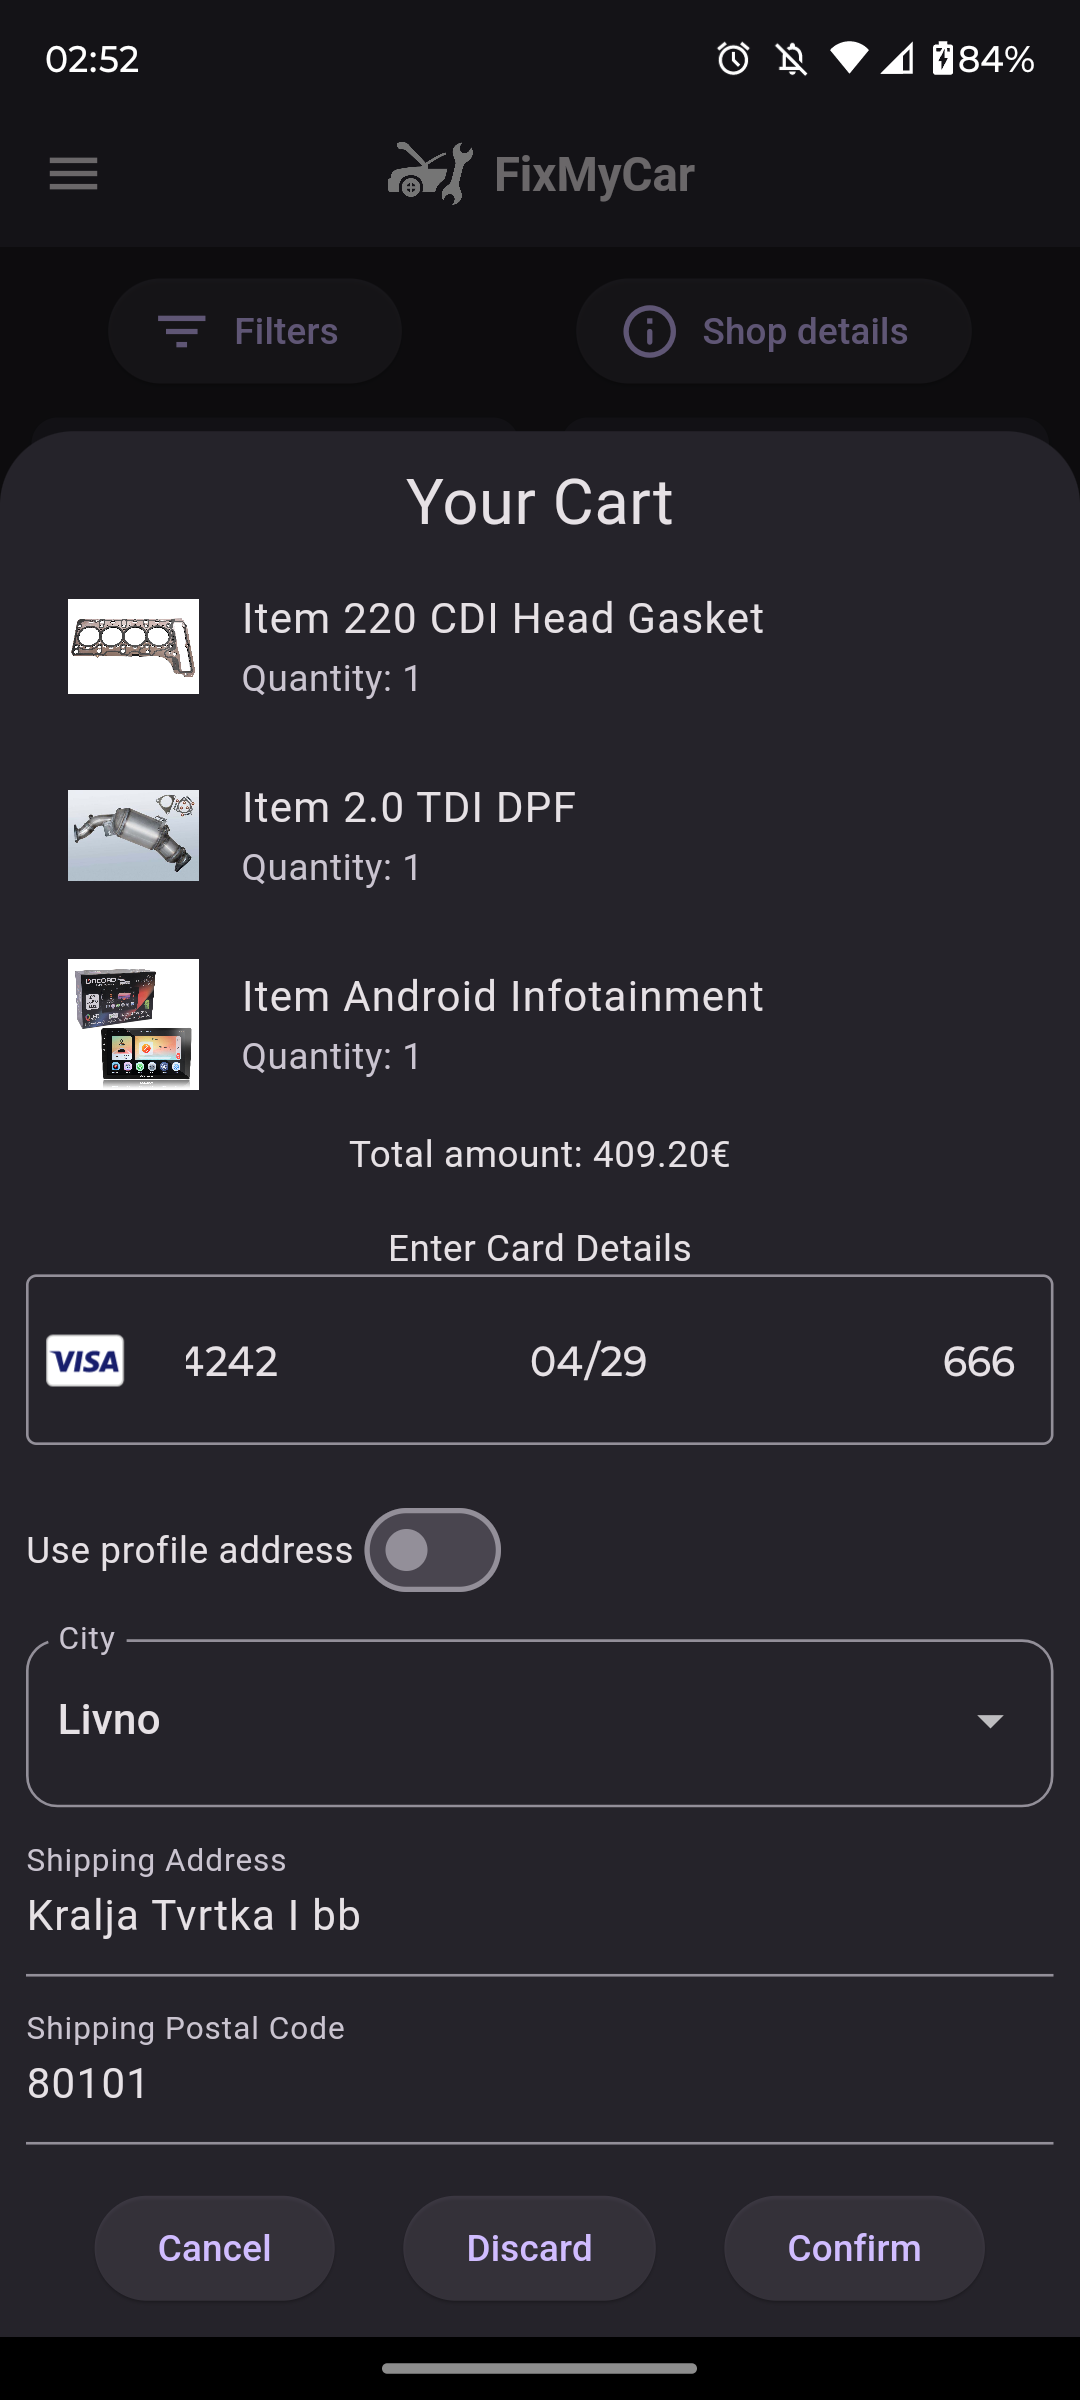 02:52
84%
FixMyCar
Filters
Shop details
Your Cart
Item 220 CDI Head Gasket
Quantity: 1
Item 2.0 TDI DPF
Quantity: 1
Item Android Infotainment
Quantity: 1
Total amount: 409.20€
Enter Card Details
VISA 4242 04/29 666
Use profile address
City
Livno
Shipping Address
Kralja Tvrtka I bb
Shipping Postal Code
80101
Cancel
Discard
Confirm